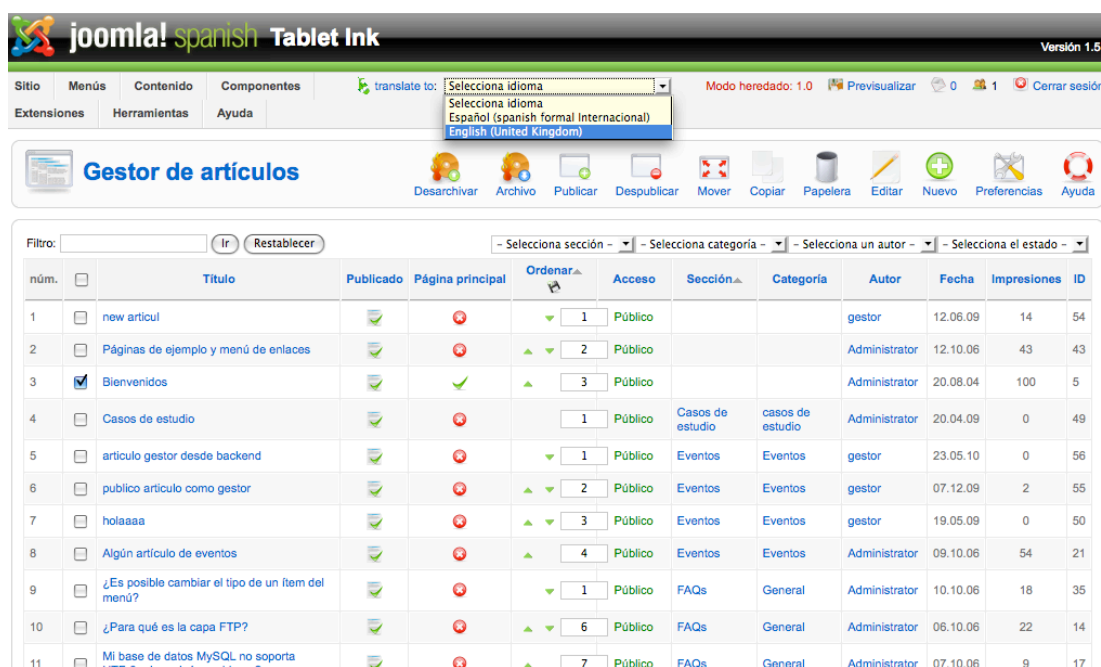 joomla! spanish Tablet Ink
Versión 1.5
Sitio Menús Contenido Componentes translate to: Selecciona idioma Modo heredado: 1.0 Previsualizar 0 1 Cerrar sesión
Selecciona idioma
Español (spanish formal Internacional)
English (United Kingdom)
Extensiones Herramientas Ayuda
Gestor de artículos
Desarchivar Archivo Publicar Despublicar Mover Copiar Papelera Editar Nuevo Preferencias Ayuda
Filtro: Ir Restablecer - Selecciona sección - - Selecciona categoría - - Selecciona un autor - - Selecciona el estado -
núm. Título Publicado Página principal Ordenar Acceso Sección Categoría Autor Fecha Impresiones ID
1 new articul 1 Público gestor 12.06.09 14 54
2 Páginas de ejemplo y menú de enlaces 2 Público Administrator 12.10.06 43 43
3 Bienvenidos 3 Público Administrator 20.08.04 100 5
4 Casos de estudio 1 Público Casos de estudio casos de estudio Administrator 20.04.09 0 49
5 articulo gestor desde backend 1 Público Eventos Eventos gestor 23.05.10 0 56
6 publico articulo como gestor 2 Público Eventos Eventos gestor 07.12.09 2 55
7 holaaaa 3 Público Eventos Eventos gestor 19.05.09 0 50
8 Algún artículo de eventos 4 Público Eventos Eventos Administrator 09.10.06 54 21
9 ¿Es posible cambiar el tipo de un ítem del menú? 1 Público FAQs General Administrator 10.10.06 18 35
10 ¿Para qué es la capa FTP? 6 Público FAQs General Administrator 06.10.06 22 14
11 Mi base de datos MySQL no soporta 7 Público FAQs General Administrator 07.10.06 9 17